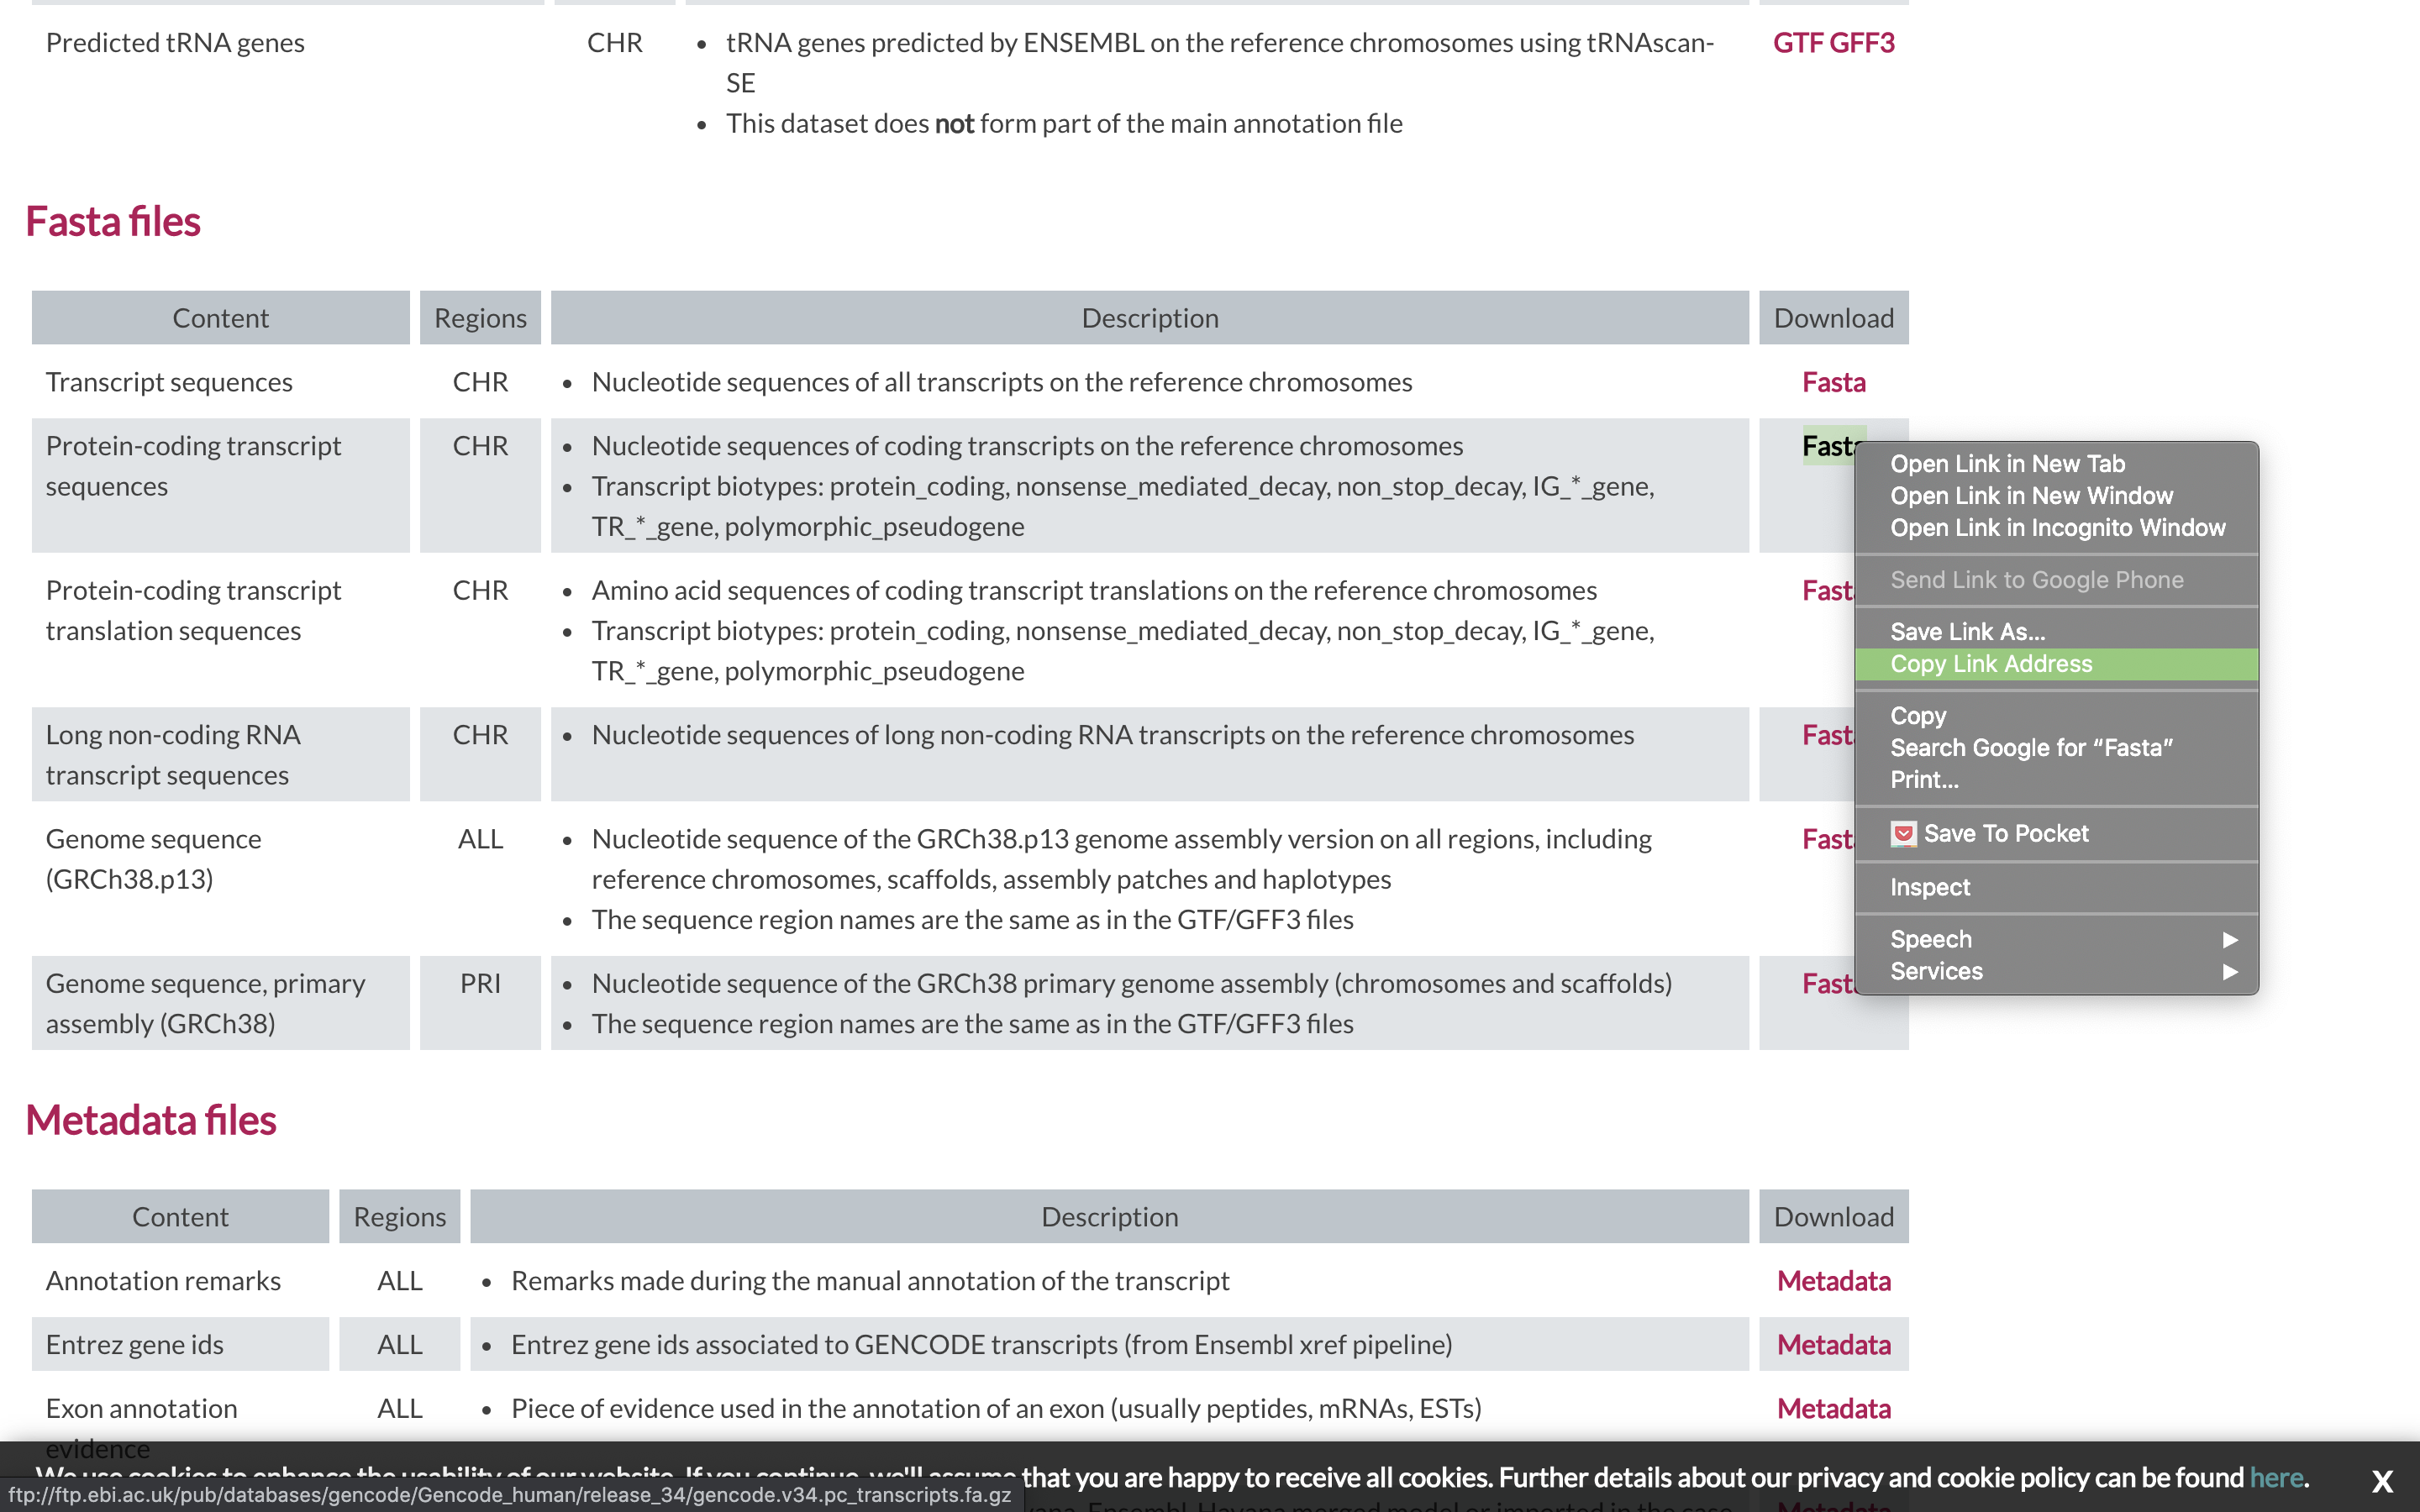 Predicted tRNA genes CHR • tRNA genes predicted by ENSEMBL on the reference chromosomes using tRNAscan- GTF GFF3
SE
• This dataset does not form part of the main annotation file
Fasta files
Content Regions Description Download
Transcript sequences CHR • Nucleotide sequences of all transcripts on the reference chromosomes Fasta
Protein-coding transcript CHR • Nucleotide sequences of coding transcripts on the reference chromosomes Fasta
sequences • Transcript biotypes: protein_coding, nonsense_mediated_decay, non_stop_decay, IG_*_gene,
TR_*_gene, polymorphic_pseudogene
Protein-coding transcript CHR • Amino acid sequences of coding transcript translations on the reference chromosomes Fast
translation sequences • Transcript biotypes: protein_coding, nonsense_mediated_decay, non_stop_decay, IG_*_gene,
TR_*_gene, polymorphic_pseudogene
Long non-coding RNA CHR • Nucleotide sequences of long non-coding RNA transcripts on the reference chromosomes Fast
transcript sequences
Genome sequence ALL • Nucleotide sequence of the GRCh38.p13 genome assembly version on all regions, including Fast
(GRCh38.p13) reference chromosomes, scaffolds, assembly patches and haplotypes
• The sequence region names are the same as in the GTF/GFF3 files
Genome sequence, primary PRI • Nucleotide sequence of the GRCh38 primary genome assembly (chromosomes and scaffolds) Fast
assembly (GRCh38) • The sequence region names are the same as in the GTF/GFF3 files
Open Link in New Tab
Open Link in New Window
Open Link in Incognito Window
Send Link to Google Phone
Save Link As...
Copy Link Address
Copy
Search Google for “Fasta”
Print...
Save To Pocket
Inspect
Speech
Services
Metadata files
Content Regions Description Download
Annotation remarks ALL • Remarks made during the manual annotation of the transcript Metadata
Entrez gene ids ALL • Entrez gene ids associated to GENCODE transcripts (from Ensembl xref pipeline) Metadata
Exon annotation ALL • Piece of evidence used in the annotation of an exon (usually peptides, mRNAs, ESTs) Metadata
evidence
We use cookies to enhance the usability of our website. If you continue, we'll assume that you are happy to receive all cookies. Further details about our privacy and cookie policy can be found here. X
ftp://ftp.ebi.ac.uk/pub/databases/gencode/Gencode_human/release_34/gencode.v34.pc_transcripts.fa.gz